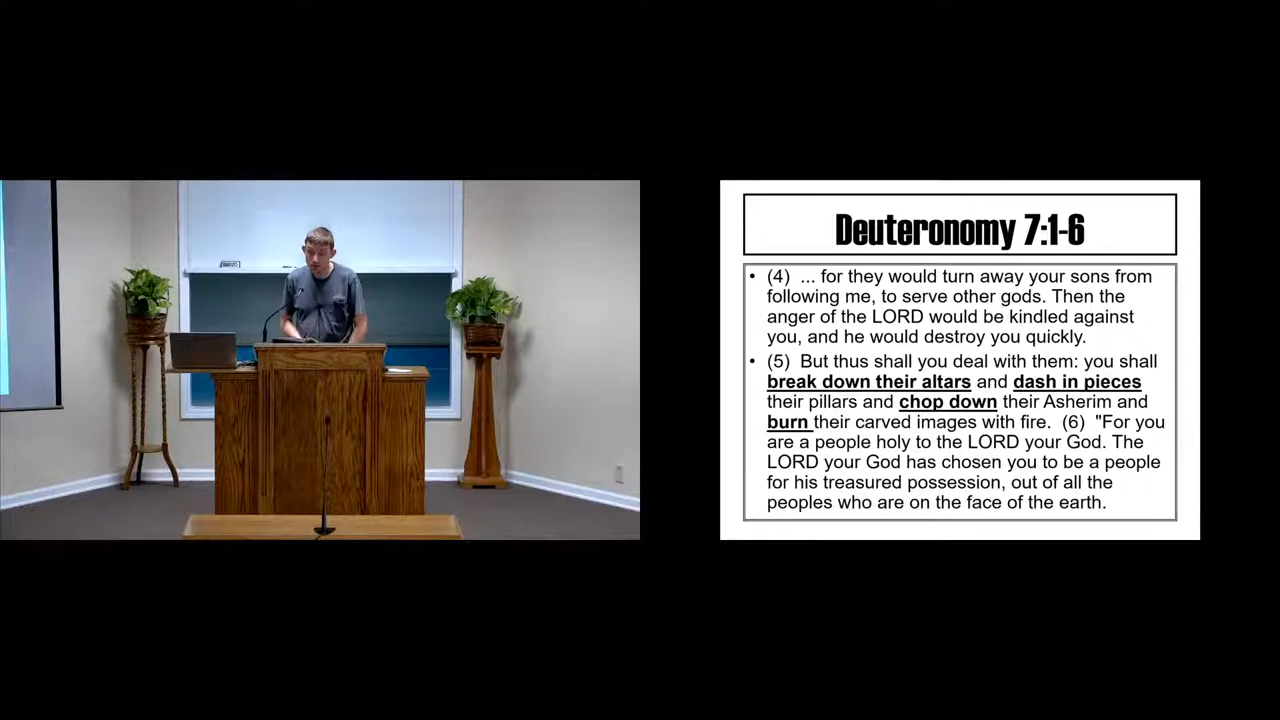 Deuteronomy 7:1-6
• (4) ... for they would turn away your sons from
following me, to serve other gods. Then the
anger of the LORD would be kindled against
you, and he would destroy you quickly.
• (5) But thus shall you deal with them: you shall
break down their altars and dash in pieces
their pillars and chop down their Asherim and
burn their carved images with fire. (6) "For you
are a people holy to the LORD your God. The
LORD your God has chosen you to be a people
for his treasured possession, out of all the
peoples who are on the face of the earth.